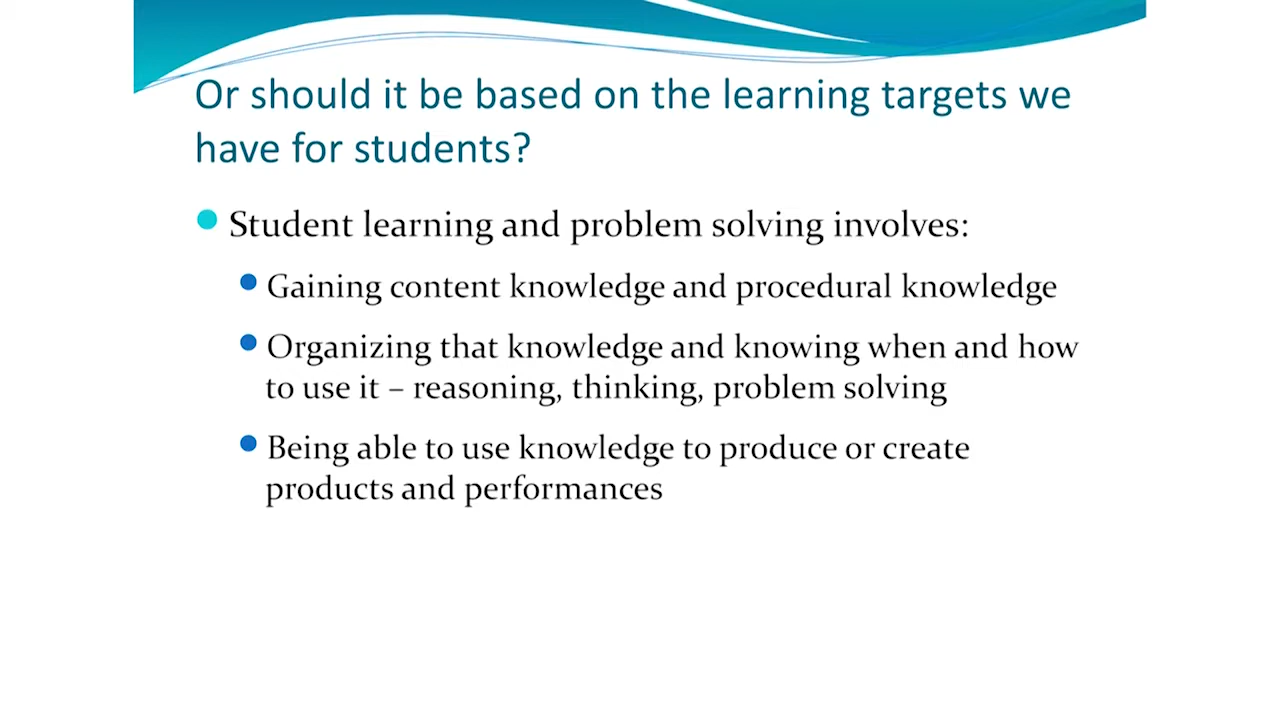 Or should it be based on the learning targets we
have for students?
Student learning and problem solving involves:
Gaining content knowledge and procedural knowledge
Organizing that knowledge and knowing when and how
to use it – reasoning, thinking, problem solving
Being able to use knowledge to produce or create
products and performances